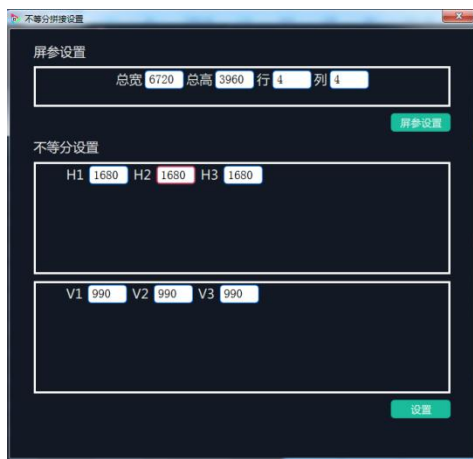 不等分拼接设置
屏参设置
总宽 6720 总高 3960 行 4 列 4
屏参设置
不等分设置
H1 1680 H2 1680 H3 1680
V1 990 V2 990 V3 990
设置